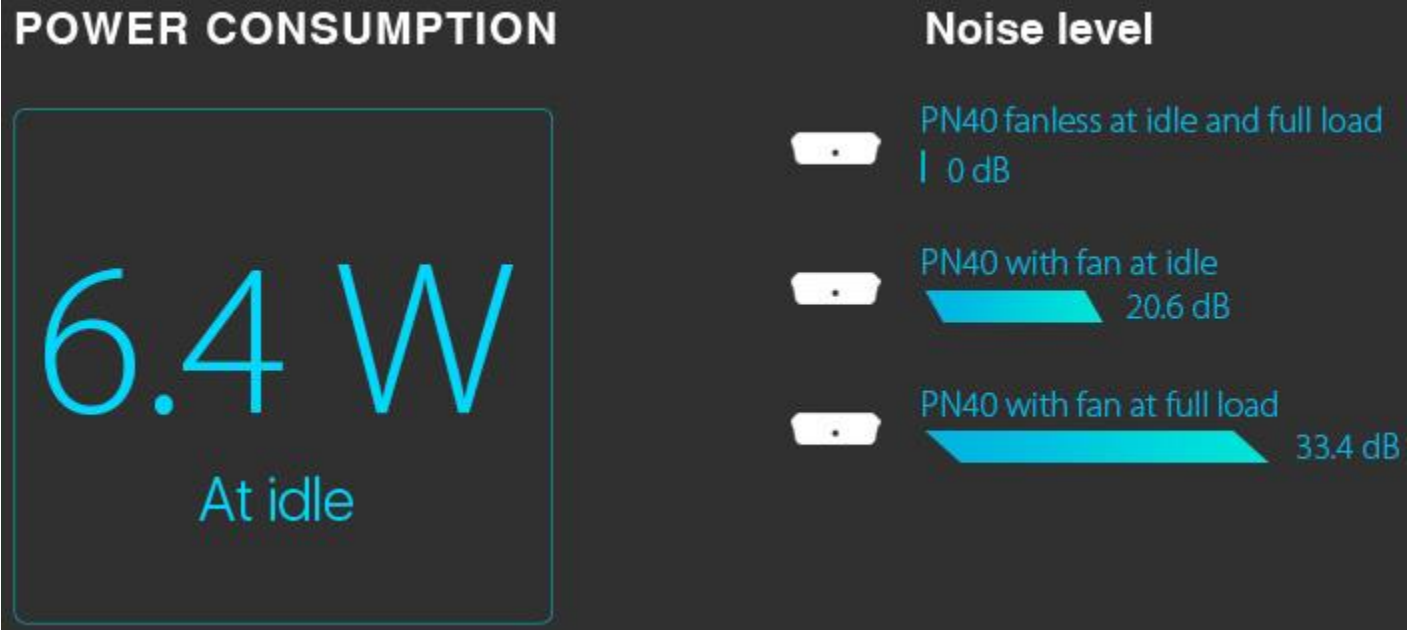 POWER CONSUMPTION
6.4 W
At idle
Noise level
PN40 fanless at idle and full load
0 dB
PN40 with fan at idle
20.6 dB
PN40 with fan at full load
33.4 dB